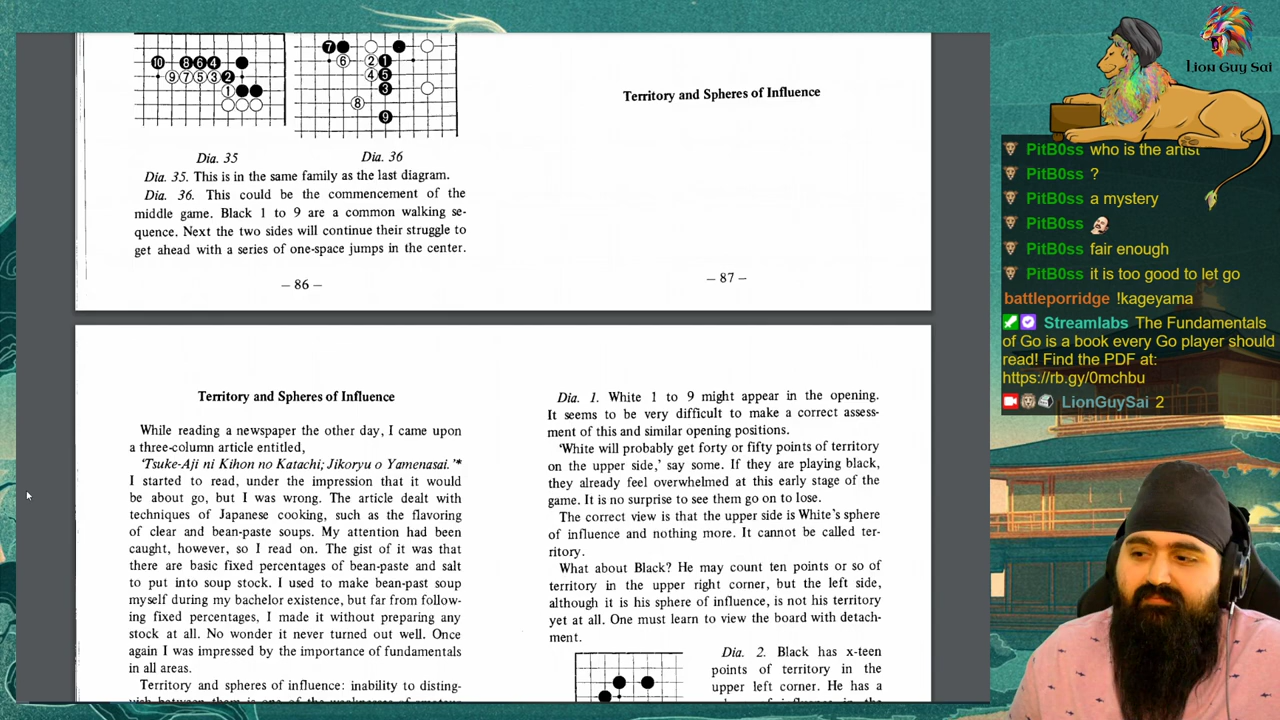 10
8
6
4
9
7
5
3
2
1
Dia. 35
7
6
2
1
4
5
3
8
9
Dia. 36
Dia. 35. This is in the same family as the last diagram.
Dia. 36. This could be the commencement of the
middle game. Black 1 to 9 are a common walking se-
quence. Next the two sides will continue their struggle to
get ahead with a series of one-space jumps in the center.
– 86 –
Territory and Spheres of Influence
– 87 –
Territory and Spheres of Influence
While reading a newspaper the other day, I came upon
a three-column article entitled,
'Tsuke-Aji ni Kihon no Katachi; Jikoryu o Yamenasai.'*
I started to read, under the impression that it would
be about go, but I was wrong. The article dealt with
techniques of Japanese cooking, such as the flavoring
of clear and bean-paste soups. My attention had been
caught, however, so I read on. The gist of it was that
there are basic fixed percentages of bean-paste and salt
to put into soup stock. I used to make bean-past soup
myself during my bachelor existence, but far from follow-
ing fixed percentages, I made it without preparing any
stock at all. No wonder it never turned out well. Once
again I was impressed by the importance of fundamentals
in all areas.
Territory and spheres of influence: inability to disting-
Dia. 1. White 1 to 9 might appear in the opening.
It seems to be very difficult to make a correct assess-
ment of this and similar opening positions.
'White will probably get forty or fifty points of territory
on the upper side,' say some. If they are playing black,
they already feel overwhelmed at this early stage of the
game. It is no surprise to see them go on to lose.
The correct view is that the upper side is White's sphere
of influence and nothing more. It cannot be called ter-
ritory.
What about Black? He may count ten points or so of
territory in the upper right corner, but the left side,
although it is his sphere of influence, is not his territory
yet at all. One must learn to view the board with detach-
ment.
Dia. 2. Black has x-teen
points of territory in the
upper left corner. He has a
Lion Guy Sai
PitB0ss who is the artist
PitB0ss ?
PitB0ss a mystery
PitB0ss
PitB0ss fair enough
PitB0ss it is too good to let go
battleporridge !kageyama
Streamlabs The Fundamentals
of Go is a book every Go player should
read! Find the PDF at:
https://rb.gy/0mchbu
LionGuySai 2